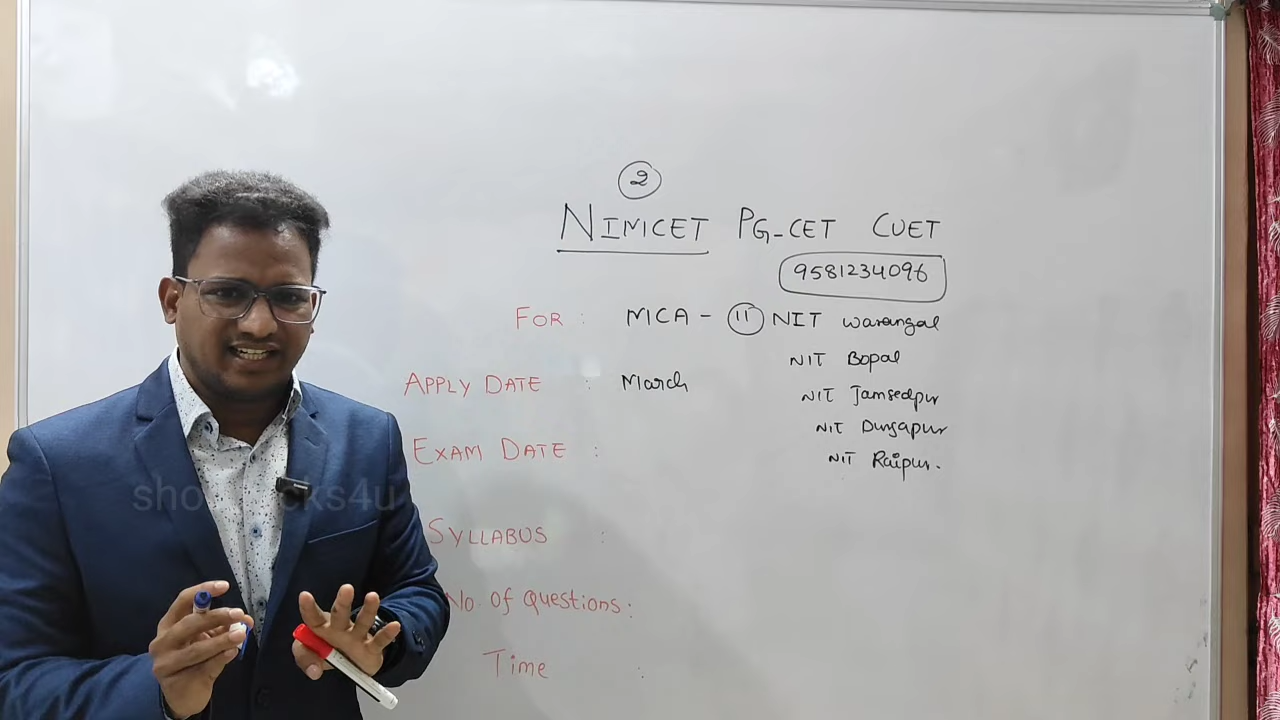 2
NIMCET PG-CET CUET
9581234096
FOR : MCA - 11 NIT Warangal
NIT Bopal
APPLY DATE : March
NIT Jamsedpur
NIT Durgapur
EXAM DATE :
NIT Raipur.
SYLLABUS :
No of Questions:
Time :